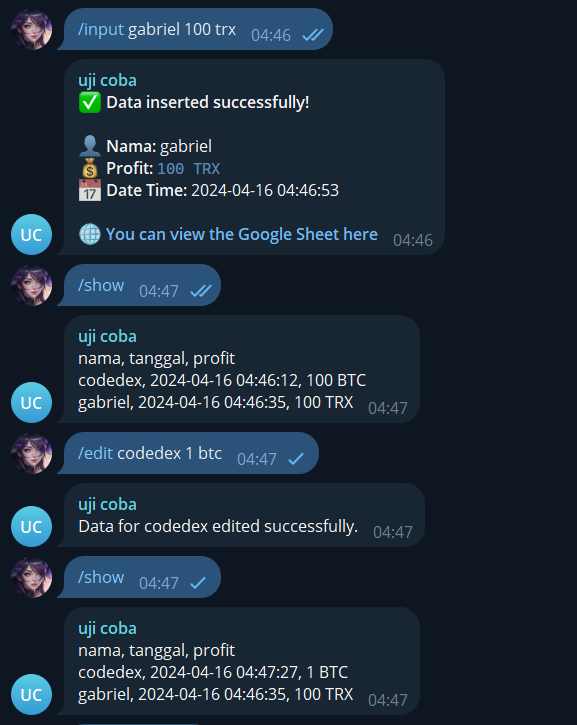 /input gabriel 100 trx 04:46
uji coba
Data inserted successfully!
Nama: gabriel
Profit: 100 TRX
17 Date Time: 2024-04-16 04:46:53
You can view the Google Sheet here 04:46
UC
/show 04:47
uji coba
nama, tanggal, profit
codedex, 2024-04-16 04:46:12, 100 BTC
gabriel, 2024-04-16 04:46:35, 100 TRX 04:47
UC
/edit codedex 1 btc 04:47
uji coba
Data for codedex edited successfully. 04:47
UC
/show 04:47
uji coba
nama, tanggal, profit
codedex, 2024-04-16 04:47:27, 1 BTC
gabriel, 2024-04-16 04:46:35, 100 TRX 04:47
UC